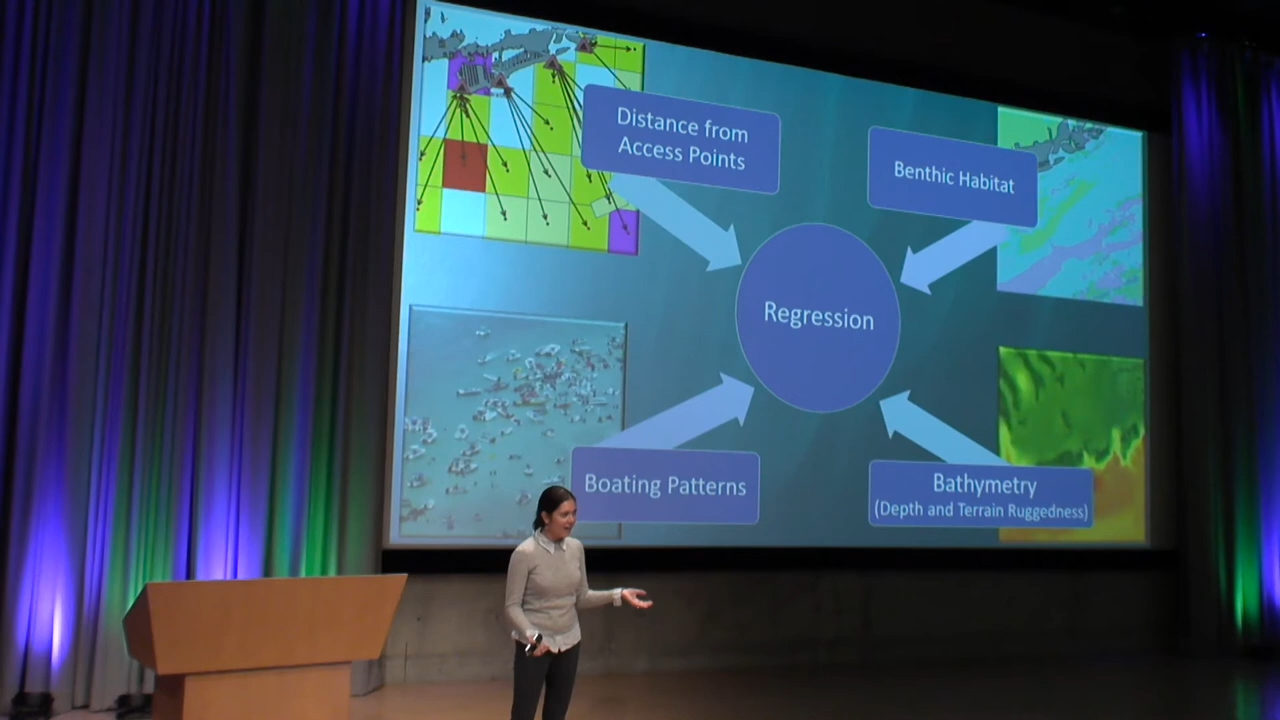 Distance from
Access Points
Benthic Habitat
Regression
Boating Patterns
Bathymetry
(Depth and Terrain Ruggedness)